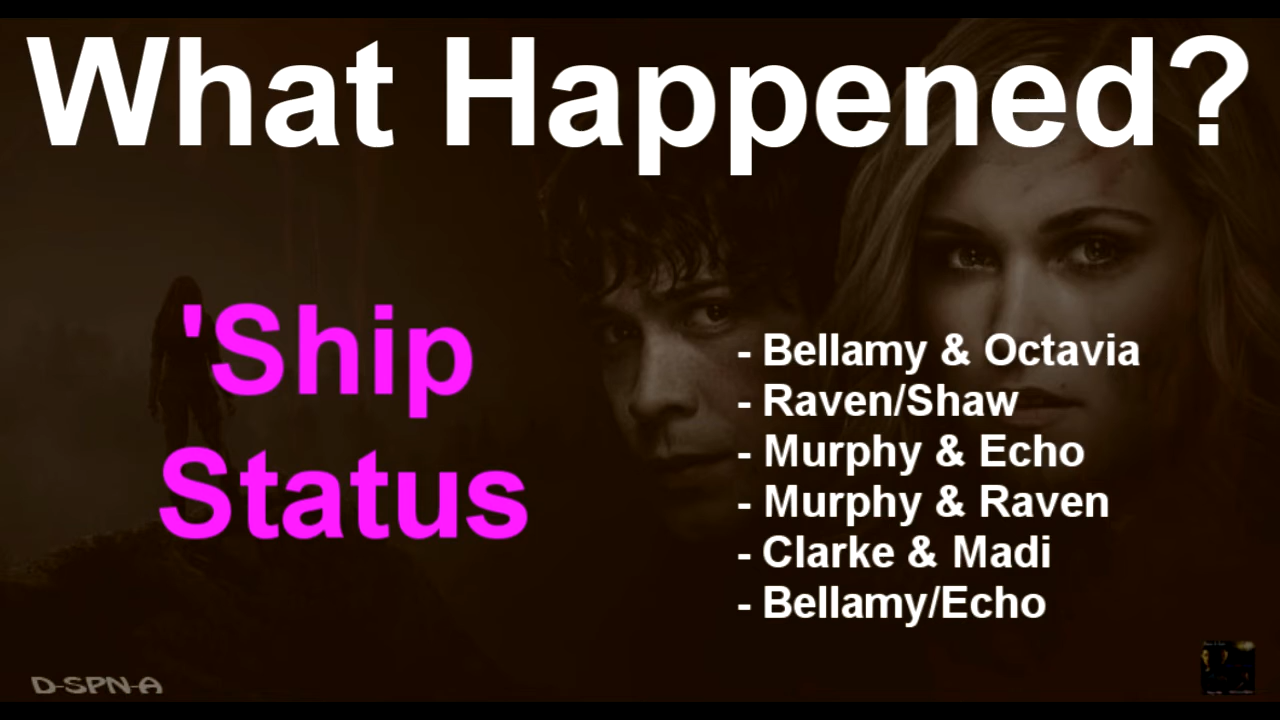 What Happened?
'Ship
Status
- Bellamy & Octavia
- Raven/Shaw
- Murphy & Echo
- Murphy & Raven
- Clarke & Madi
- Bellamy/Echo
D-SPN-A